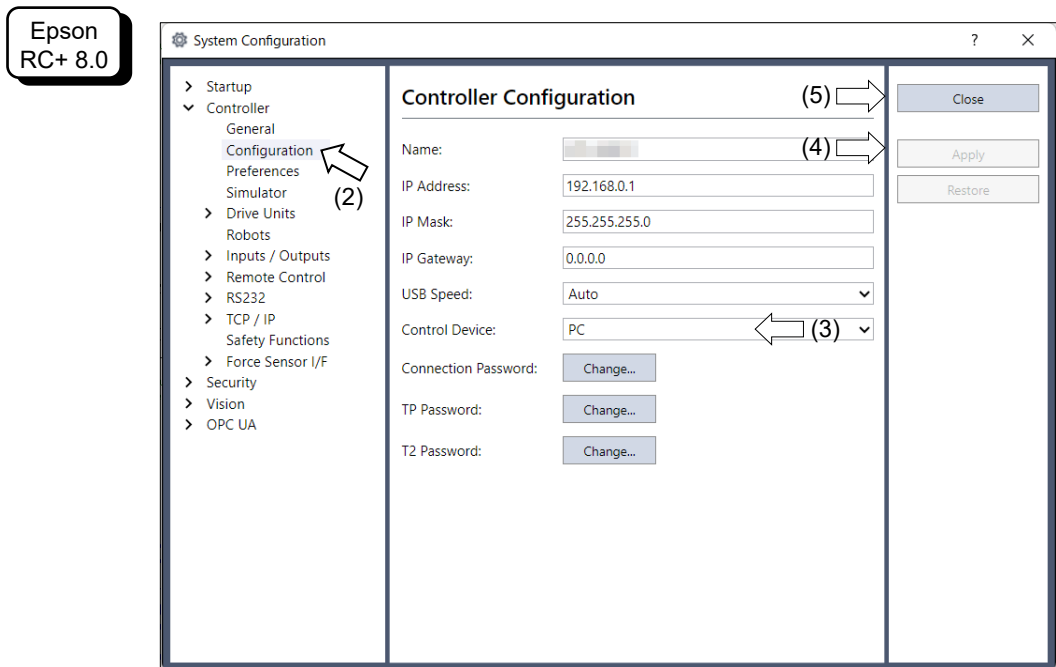 Epson
RC+ 8.0
System Configuration
?
Startup
Controller
General
Configuration
(2)
Preferences
Simulator
Drive Units
Robots
Inputs / Outputs
Remote Control
RS232
TCP / IP
Safety Functions
Force Sensor I/F
Security
Vision
OPC UA
Controller Configuration
Name:
IP Address: 192.168.0.1
IP Mask: 255.255.255.0
IP Gateway: 0.0.0.0
USB Speed: Auto
Control Device: PC (3)
Connection Password: Change...
TP Password: Change...
T2 Password: Change...
(5) Close
(4) Apply
Restore